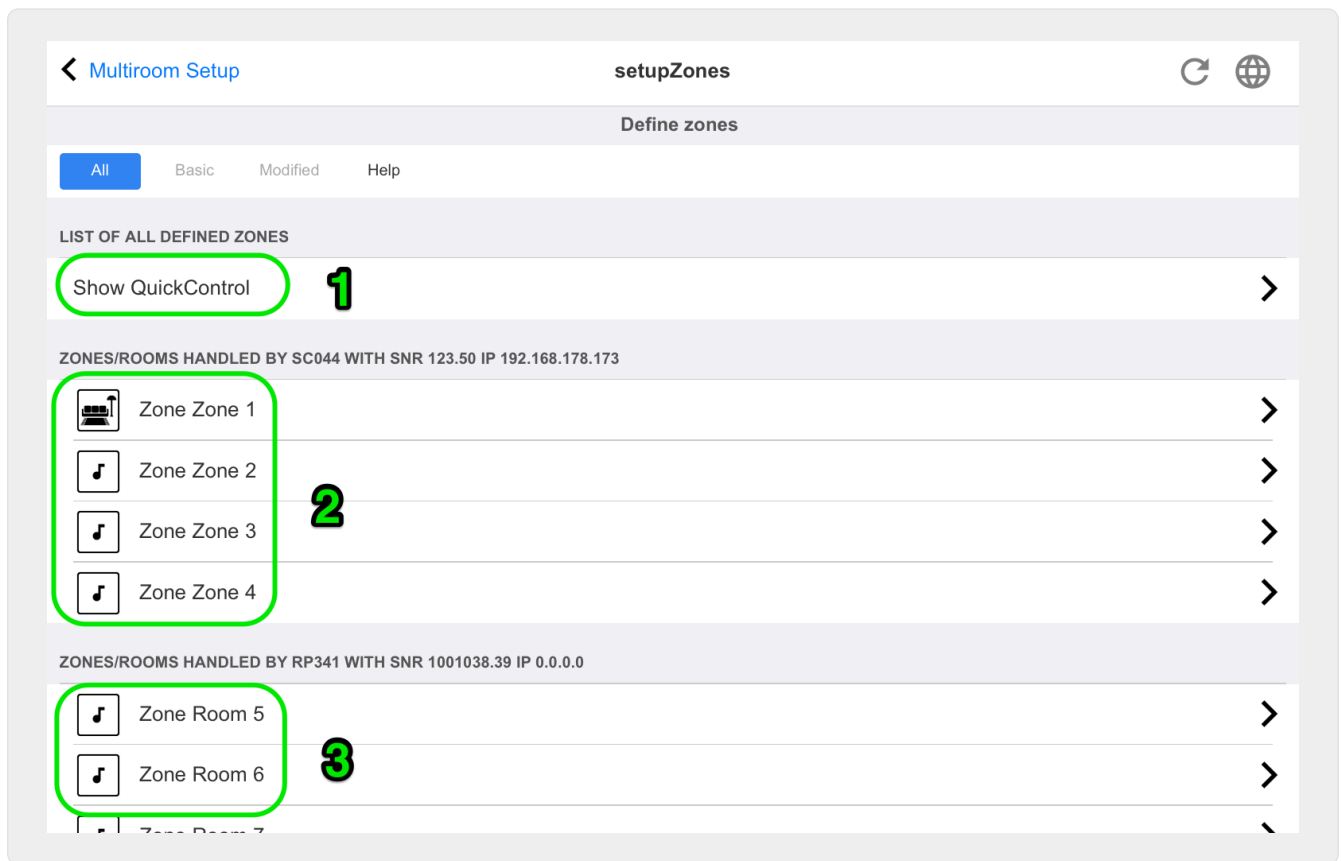 Multiroom Setup setupZones
Define zones
All Basic Modified Help
LIST OF ALL DEFINED ZONES
Show QuickControl 1
ZONES/ROOMS HANDLED BY SC044 WITH SNR 123.50 IP 192.168.178.173
Zone Zone 1
Zone Zone 2
2
Zone Zone 3
Zone Zone 4
ZONES/ROOMS HANDLED BY RP341 WITH SNR 1001038.39 IP 0.0.0.0
Zone Room 5
3
Zone Room 6
Zone Room 7